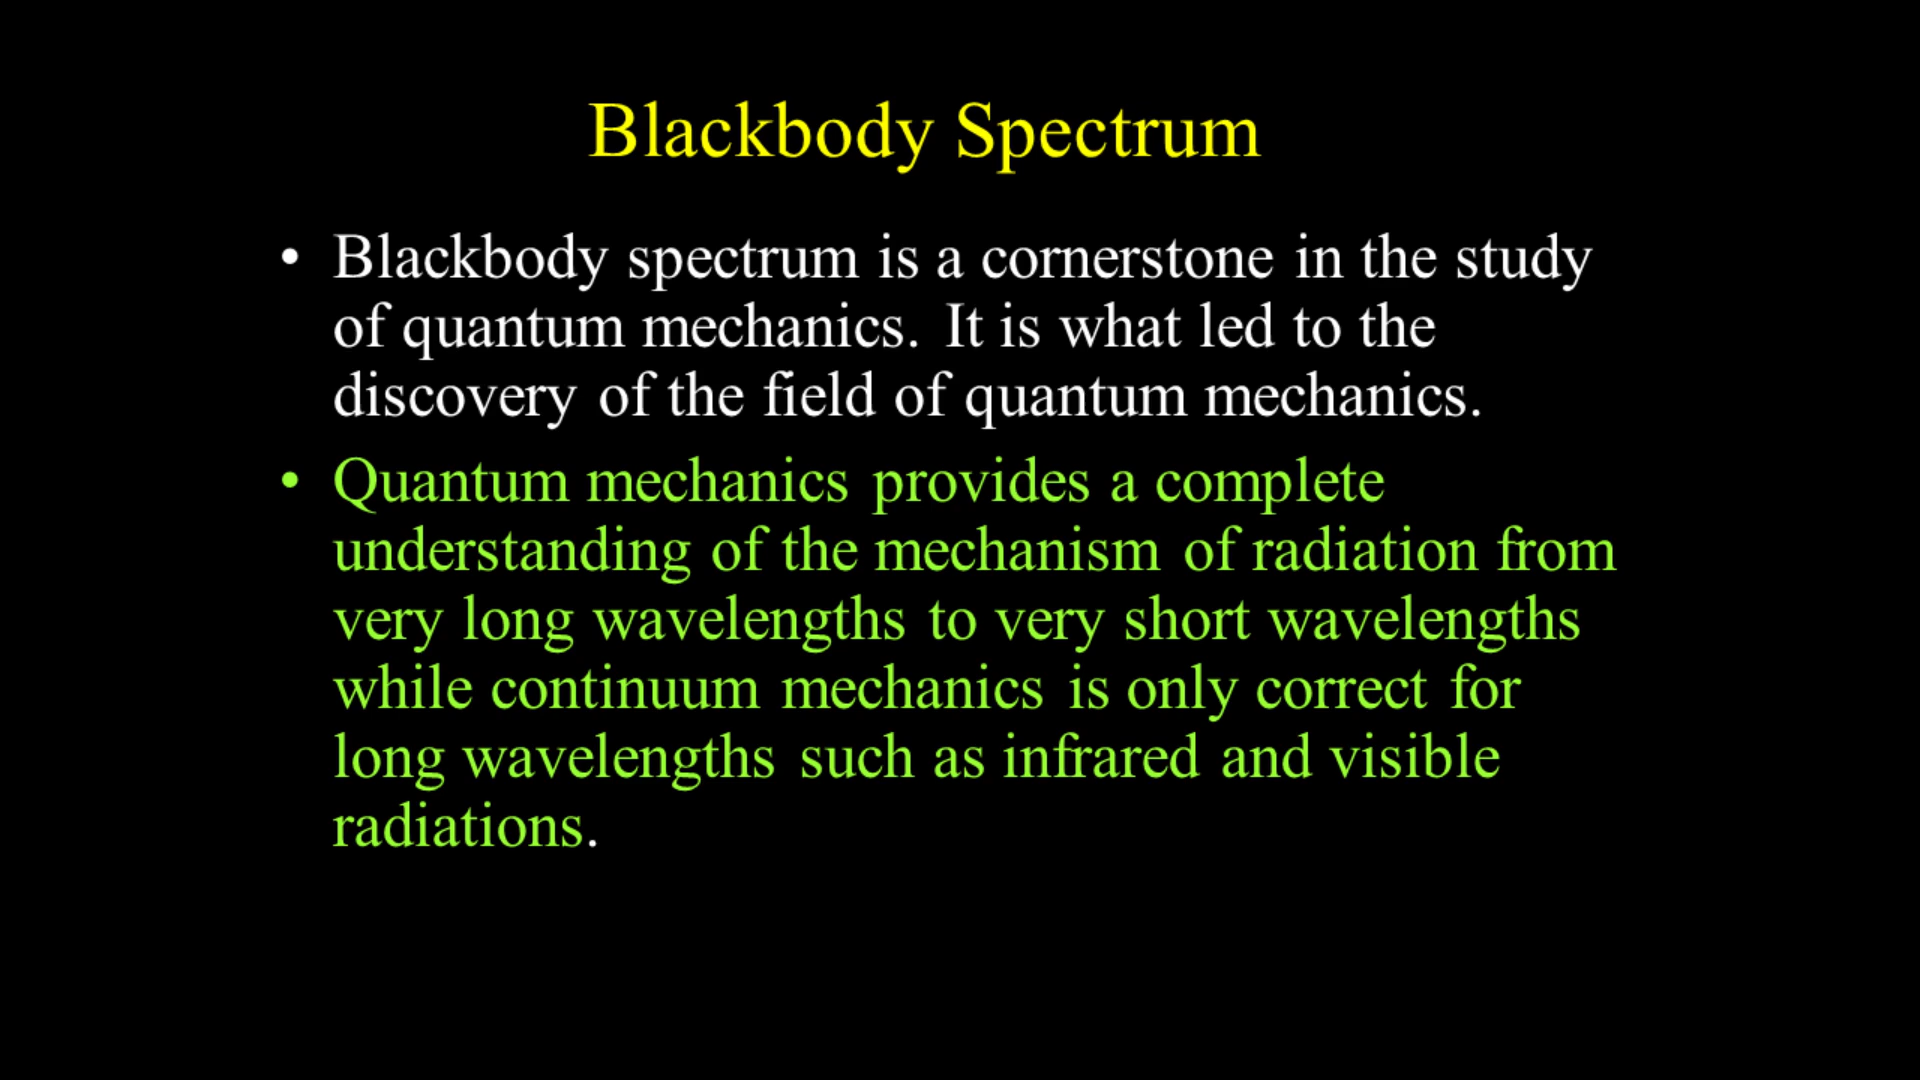 Blackbody Spectrum
• Blackbody spectrum is a cornerstone in the study
of quantum mechanics. It is what led to the
discovery of the field of quantum mechanics.
• Quantum mechanics provides a complete
understanding of the mechanism of radiation from
very long wavelengths to very short wavelengths
while continuum mechanics is only correct for
long wavelengths such as infrared and visible
radiations.